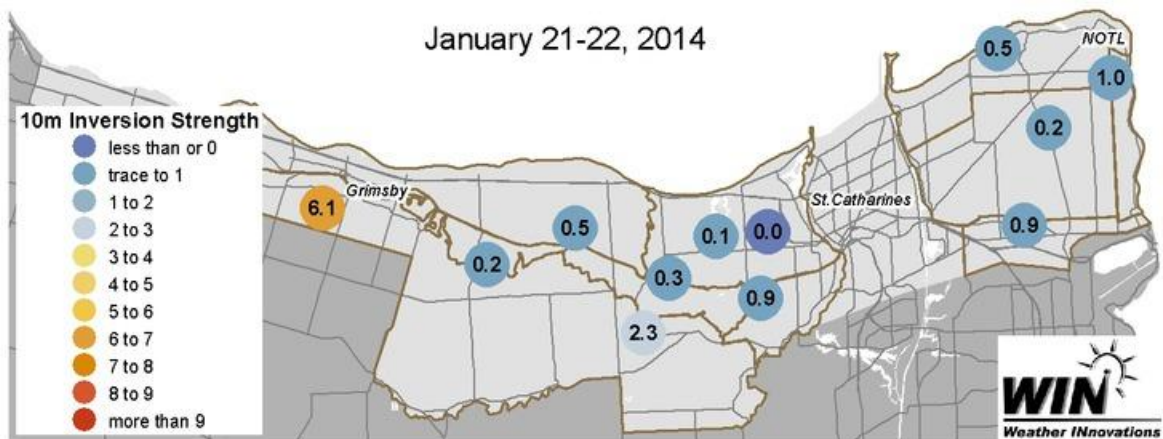 January 21-22, 2014
10m Inversion Strength
less than or 0
trace to 1
1 to 2
2 to 3
3 to 4
4 to 5
5 to 6
6 to 7
7 to 8
8 to 9
more than 9
Grimsby
St.Catharines
NOTL
6.1
0.2
0.5
0.3
2.3
0.1
0.0
0.9
0.5
1.0
0.2
0.9
WIN
Weather INnovations